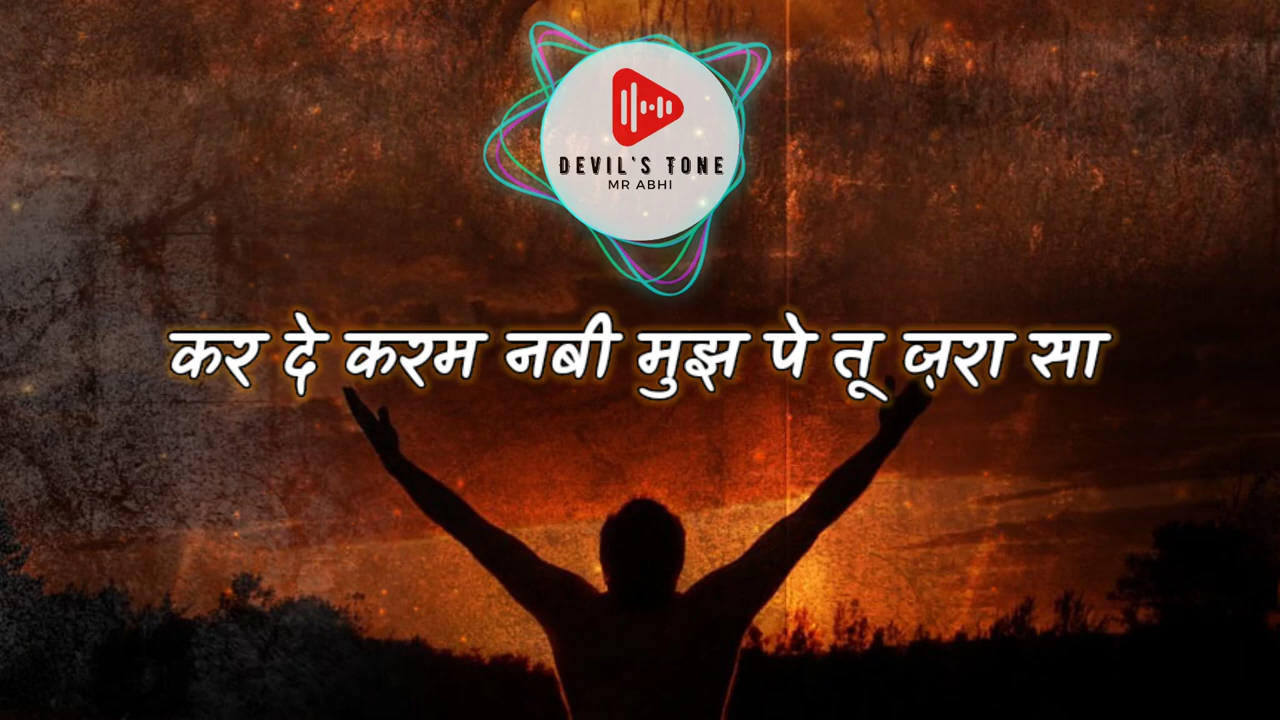 DEVIL'S TONE
MR ABHI
कर दे करम नबी मुझ पे तू ज़रा सा